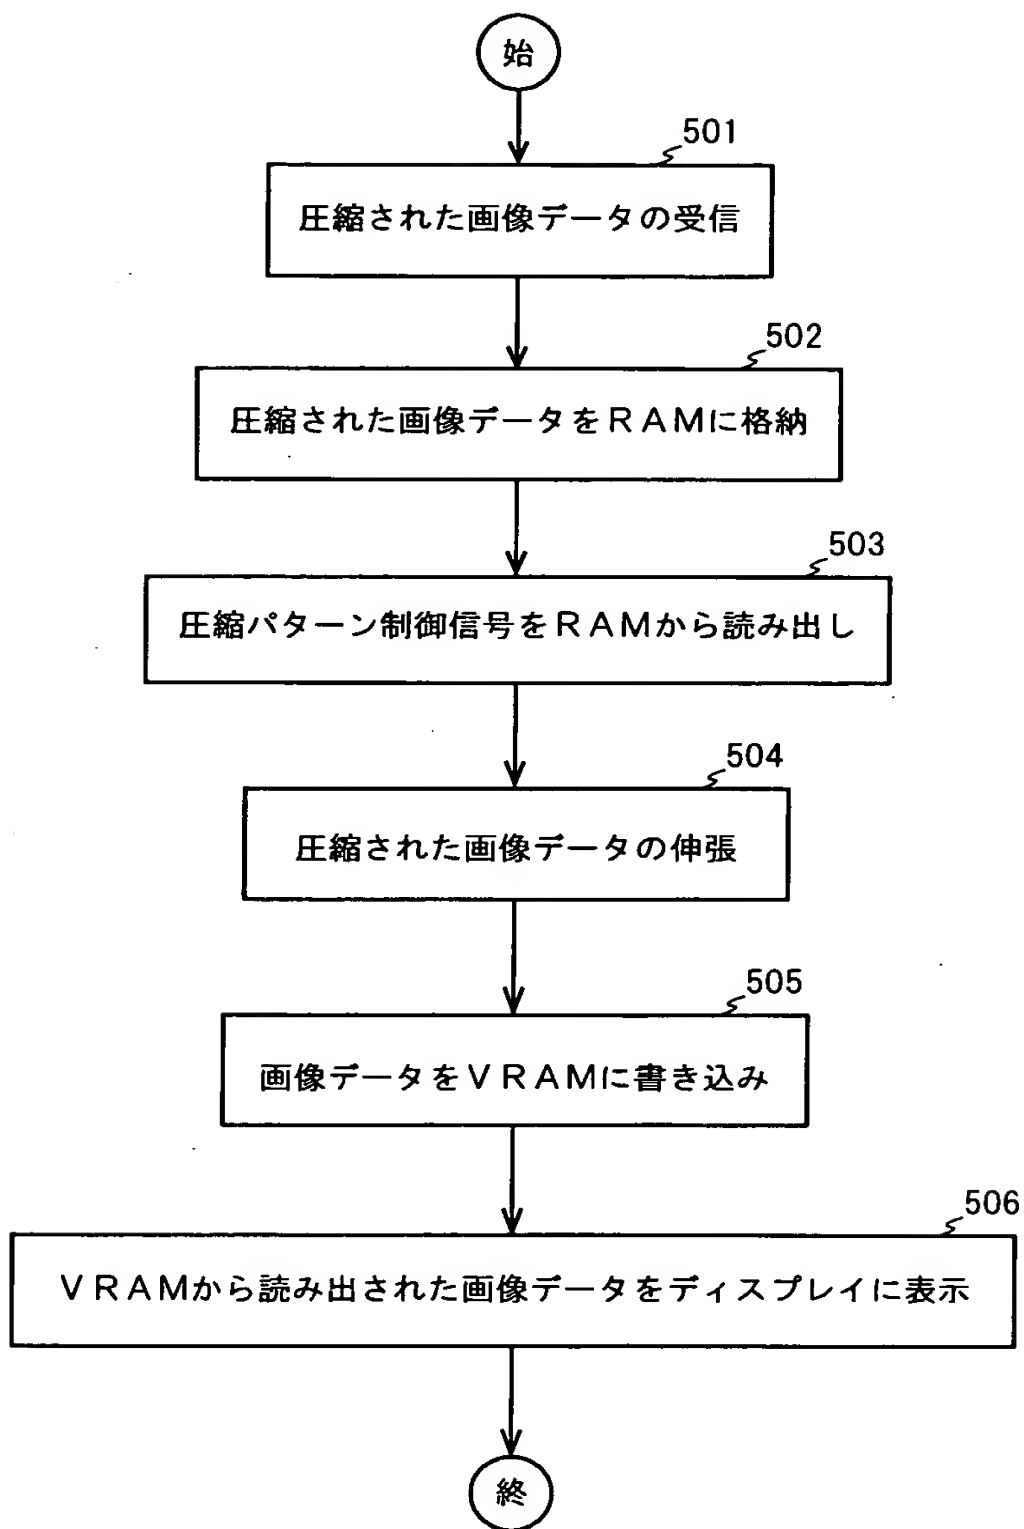 始
501
圧縮された画像データの受信
502
圧縮された画像データをRAMに格納
503
圧縮パターン制御信号をRAMから読み出し
504
圧縮された画像データの伸張
505
画像データをVRAMに書き込み
506
VRAMから読み出された画像データをディスプレイに表示
終